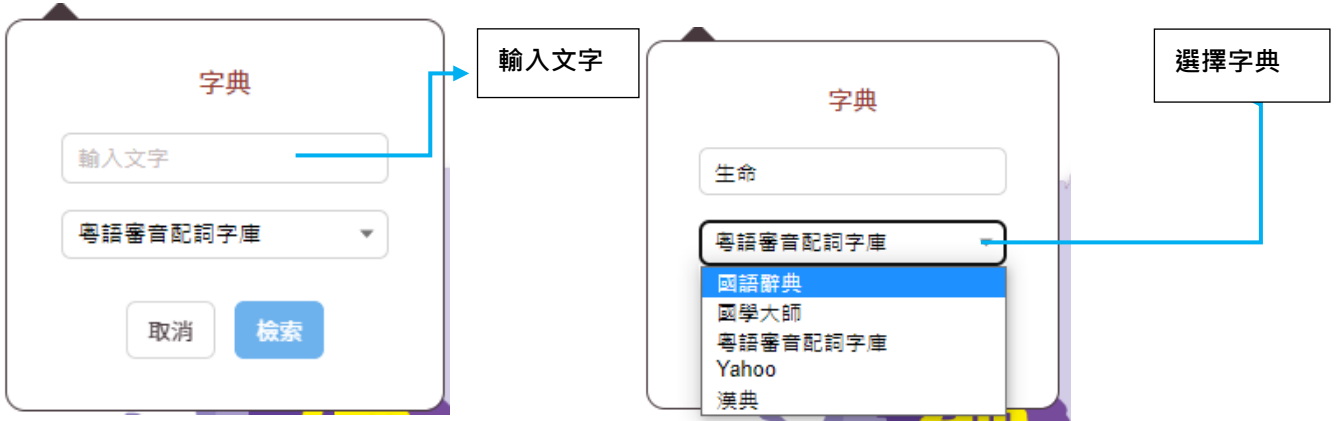 字典
輸入文字
粵語審音配詞字庫
取消
檢索
輸入文字
字典
生命
粵語審音配詞字庫
國語辭典
國學大師
粵語審音配詞字庫
Yahoo
漢典
選擇字典